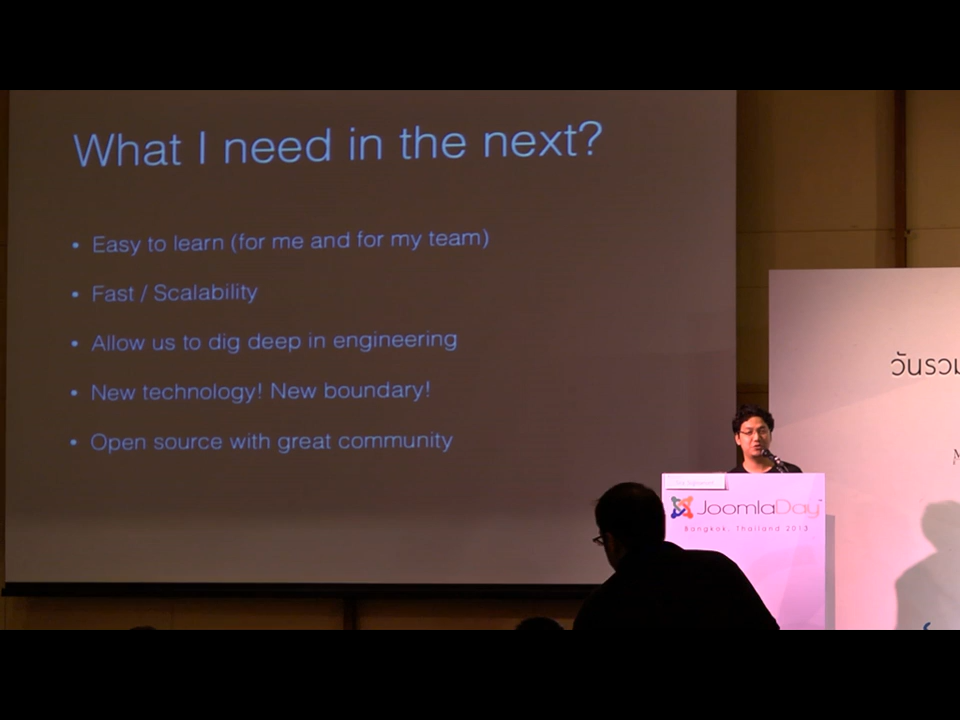 What I need in the next?
• Easy to learn (for me and for my team)
• Fast / Scalability
• Allow us to dig deep in engineering
• New technology! New boundary!
• Open source with great community
วันรวม
JoomlaDay™
Bangkok, Thailand 2013